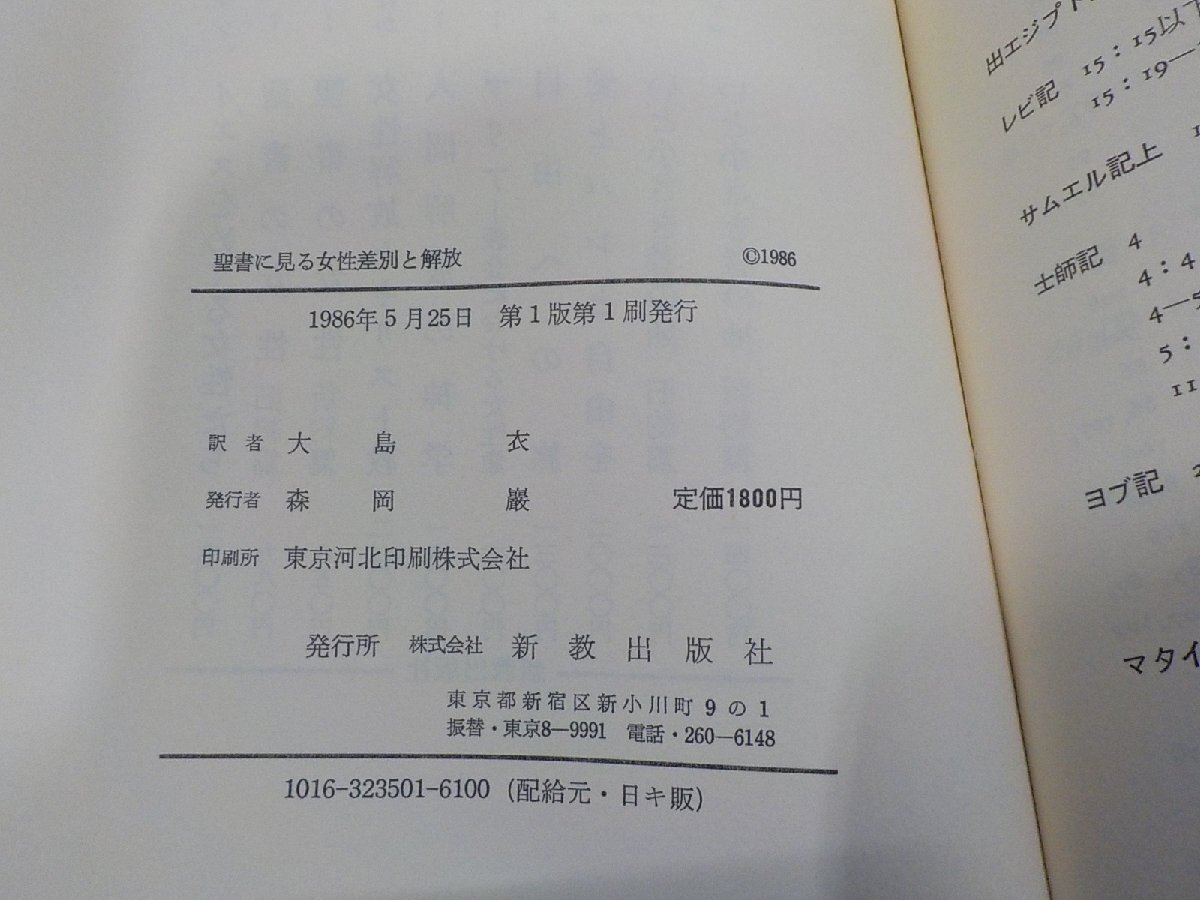 聖書に見る女性差別と解放 ©1986
1986年5月25日 第1版第1刷発行
訳者 大島衣
発行者 森岡巖 定価1800円
印刷所 東京河北印刷株式会社
発行所 株式会社 新教出版社
東京都新宿区新小川町9の1
振替・東京8—9991 電話・260—6148
1016-323501-6100 (配給元・日キ販)
出エジプト
レビ記 15:15以下
15:19—
サムエル記上
士師記 4
4:4
4—5
5:
11
ヨブ記 2
マタイ